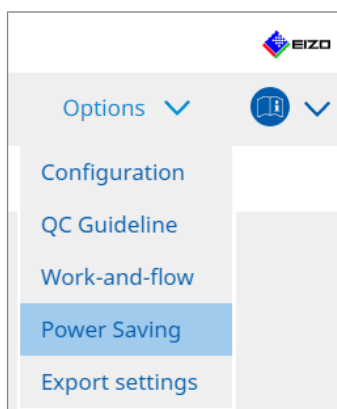 EIZO
Options
Configuration
QC Guideline
Work-and-flow
Power Saving
Export settings